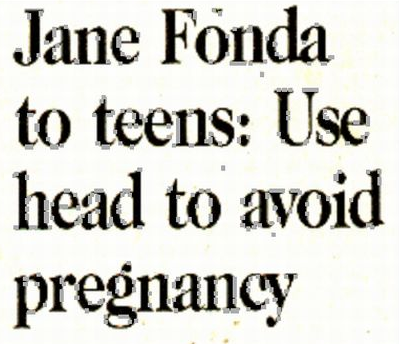 Jane Fonda
to teens: Use
head to avoid
pregnancy